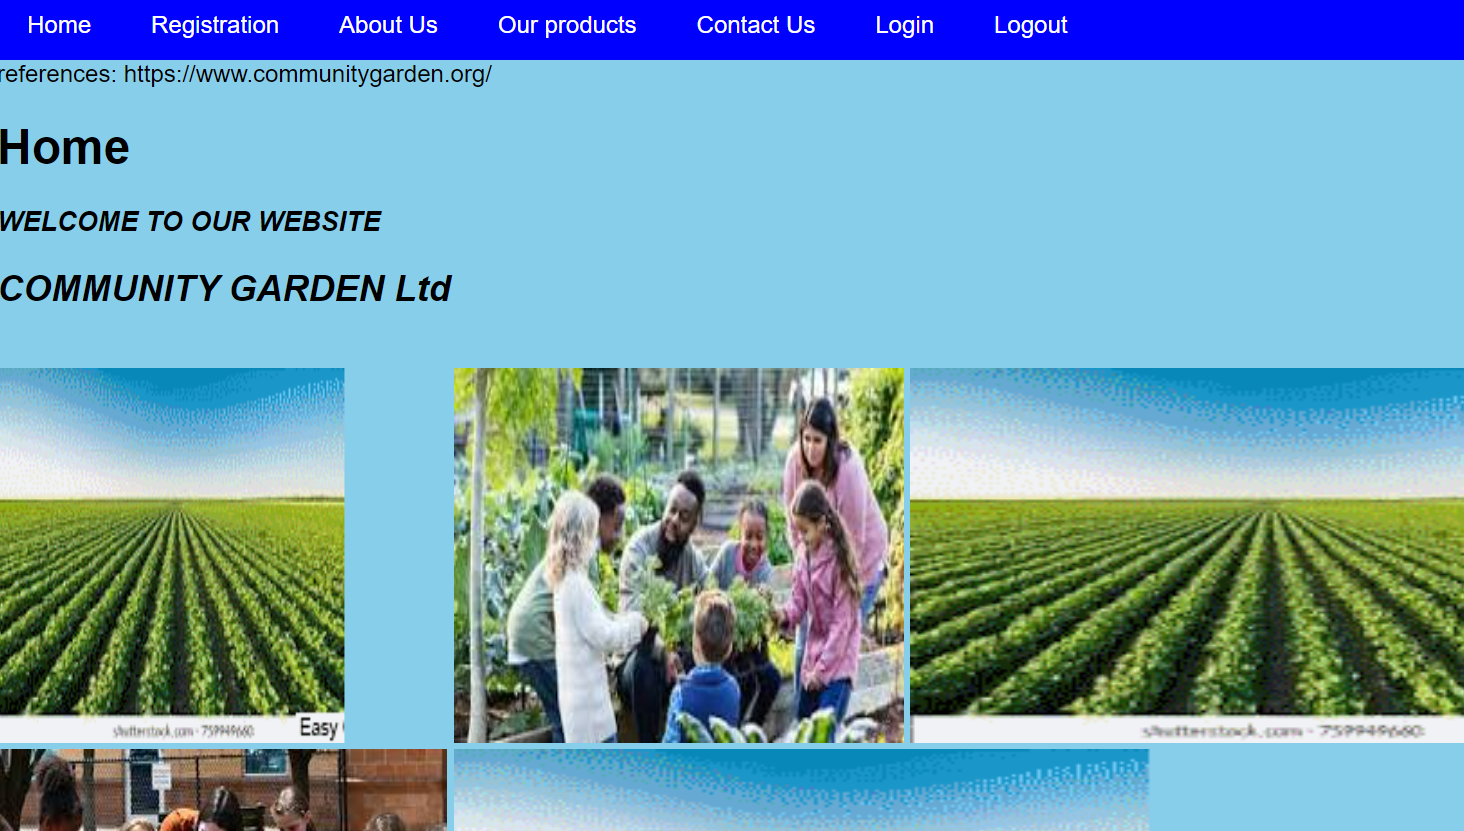 Home Registration About Us Our products Contact Us Login Logout
references: https://www.communitygarden.org/
Home
WELCOME TO OUR WEBSITE
COMMUNITY GARDEN Ltd
shutterstock.com · 759949660
Easy
shutterstock.com · 759949660